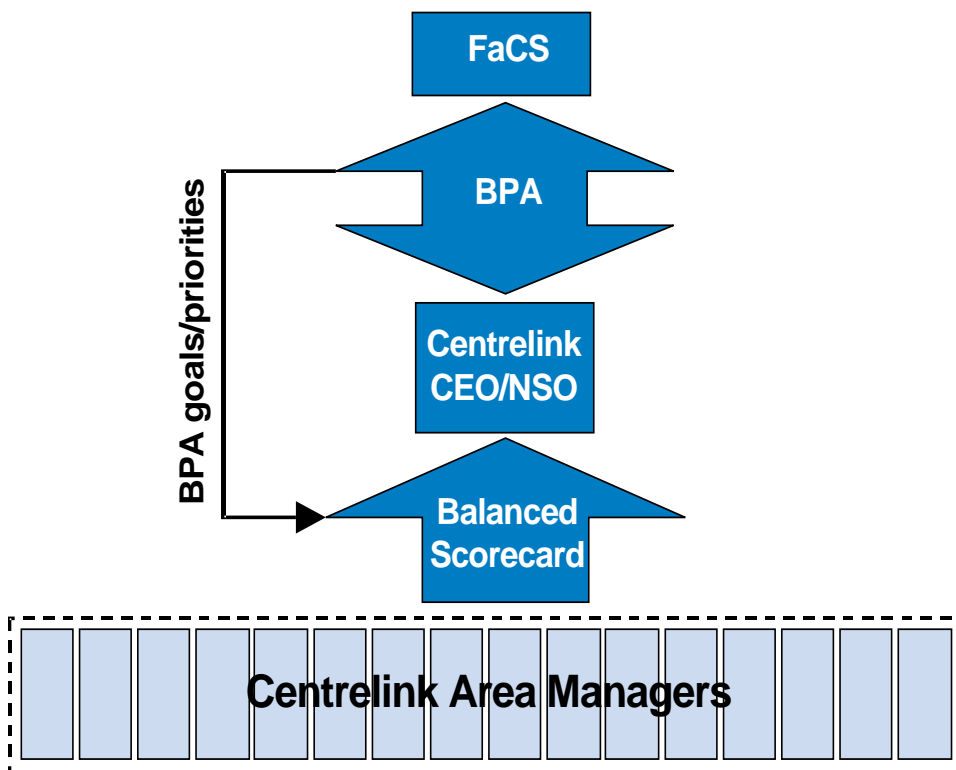 FaCS
BPA
BPA goals/priorities
Centrelink
CEO/NSO
Balanced
Scorecard
Centrelink Area Managers